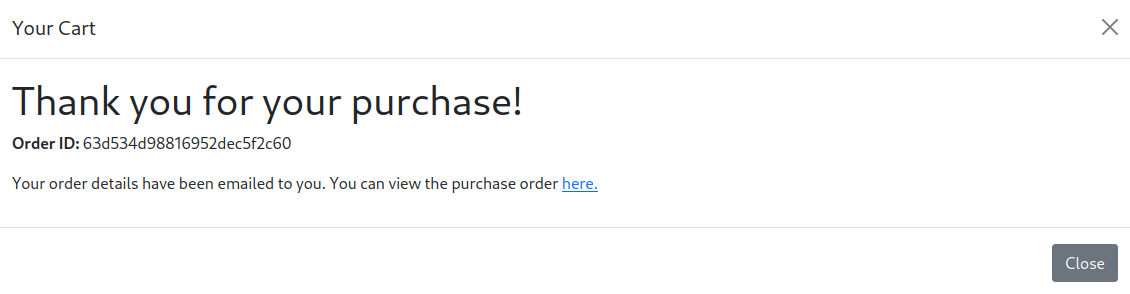 Your Cart
Thank you for your purchase!
Order ID: 63d534d98816952dec5f2c60
Your order details have been emailed to you. You can view the purchase order here.
Close